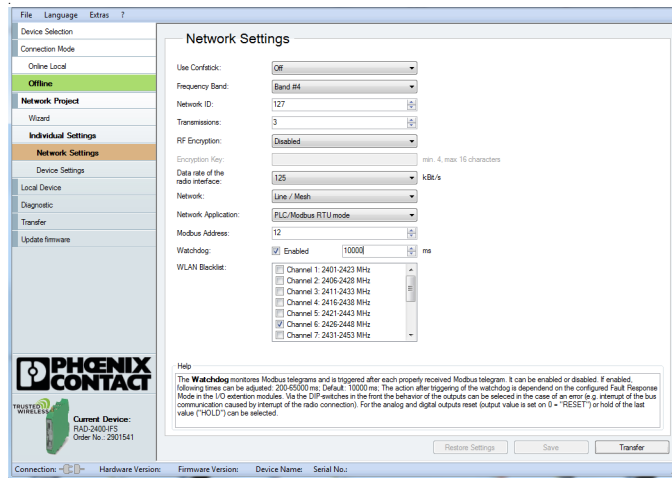 File Language Extras ?
Device Selection
Connection Mode
Online Local
Offline
Network Project
Wizard
Individual Settings
Network Settings
Device Settings
Local Device
Diagnostic
Transfer
Update firmware
PHŒNIX
CONTACT
TRUSTED
WIRELESS
Current Device:
RAD-2400-IFS
Order No.: 2901541
Network Settings
Use Confstick: Off
Frequency Band: Band #4
Network ID: 127
Transmissions: 3
RF Encryption: Disabled
Encryption Key: min. 4, max 16 characters
Data rate of the
radio interface: 125 kBit/s
Network: Line / Mesh
Network Application: PLC/Modbus RTU mode
Modbus Address: 12
Watchdog: Enabled 10000 ms
WLAN Blacklist: Channel 1: 2401-2423 MHz
Channel 2: 2406-2428 MHz
Channel 3: 2411-2433 MHz
Channel 4: 2416-2438 MHz
Channel 5: 2421-2443 MHz
Channel 6: 2426-2448 MHz
Channel 7: 2431-2453 MHz
Help
The Watchdog monitores Modbus telegrams and is triggered after each properly received Modbus telegram. It can be enabled or disabled. If enabled,
following times can be adjusted: 200-65000 ms; Default: 10000 ms; The action after triggering of the watchdog is dependend on the configured Fault Response
Mode in the I/O extention modules. Via the DIP-switches in the front the behavior of the outputs can be selected in the case of an error (e.g. interrupt of the bus
communication caused by interrupt of the radio connection). For the analog and digital outputs reset (output value is set on 0 = "RESET") or hold of the last
value ("HOLD") can be selected.
Restore Settings Save Transfer
Connection: Hardware Version: Firmware Version: Device Name: Serial No.: